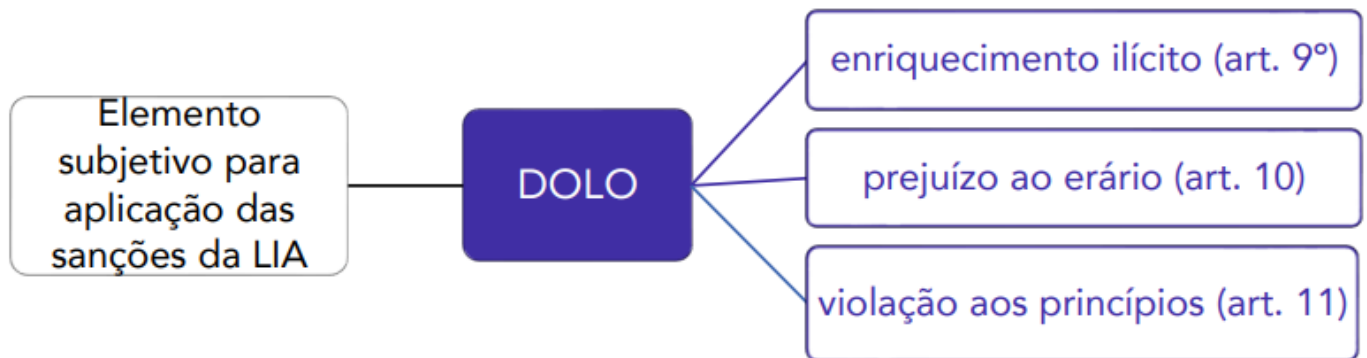 Elemento
subjetivo para
aplicação das
sanções da LIA
DOLO
enriquecimento ilícito (art. 9º)
prejuízo ao erário (art. 10)
violação aos princípios (art. 11)